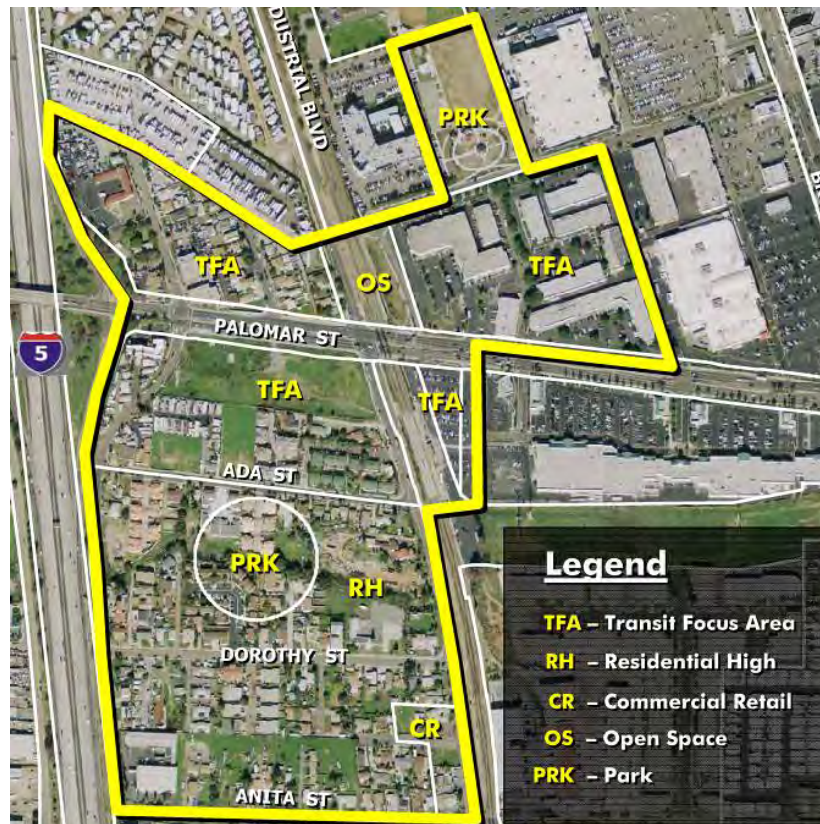 DUSTRIAL BLVD
PRK
TFA
OS
TFA
PALOMAR ST
5
TFA
TFA
ADA ST
PRK
RH
DOROTHY ST
CR
ANITA ST
Legend
TFA – Transit Focus Area
RH – Residential High
CR – Commercial Retail
OS – Open Space
PRK – Park